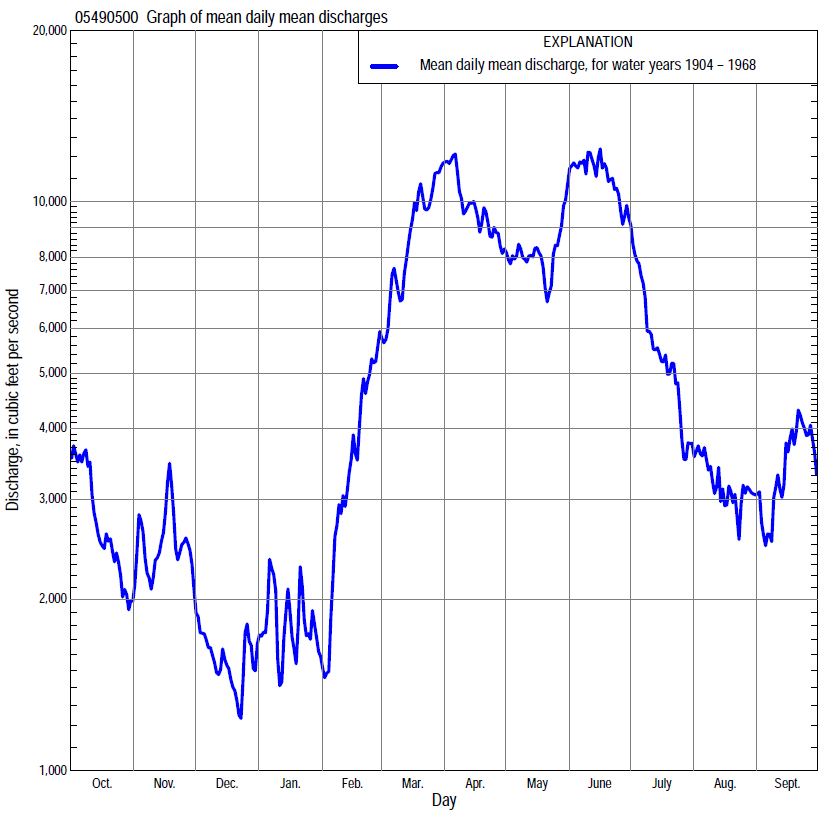 05490500 Graph of mean daily mean discharges
EXPLANATION
Mean daily mean discharge, for water years 1904 – 1968
Discharge, in cubic feet per second
20,000
10,000
8,000
7,000
6,000
5,000
4,000
3,000
2,000
1,000
Oct. Nov. Dec. Jan. Feb. Mar. Apr. May June July Aug. Sept.
Day